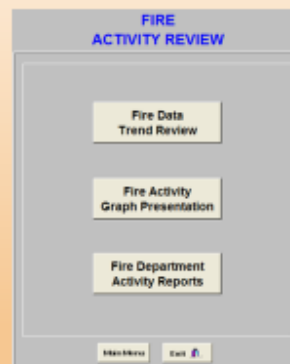 FIRE
ACTIVITY REVIEW
Fire Data
Trend Review
Fire Activity
Graph Presentation
Fire Department
Activity Reports
Main Menu
Exit